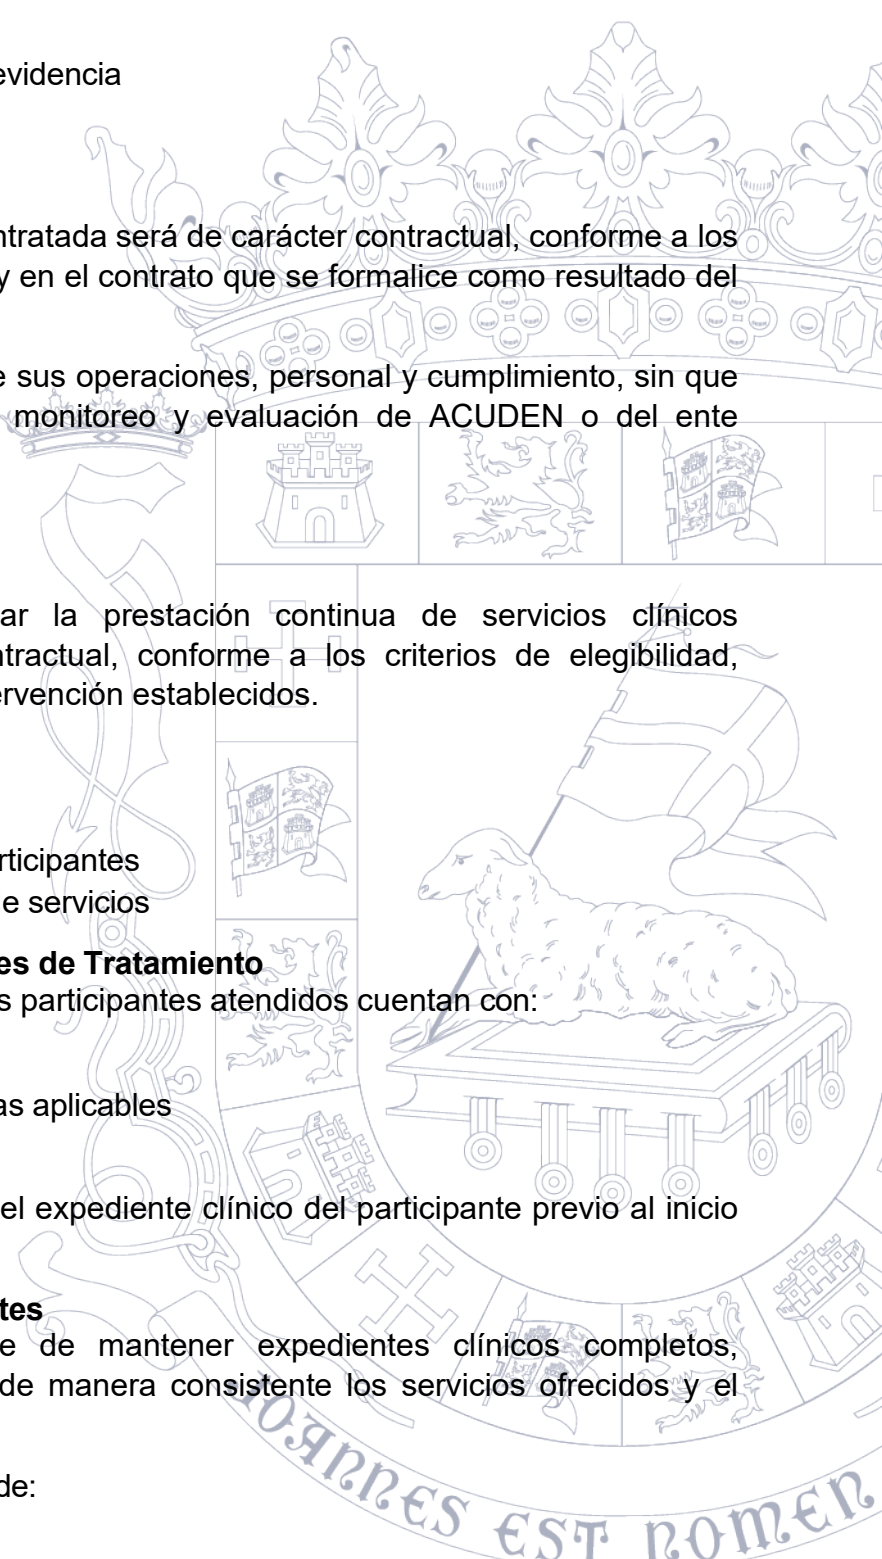 evidencia
ntratada será de carácter contractual, conforme a los
y en el contrato que se formalice como resultado del
e sus operaciones, personal y cumplimiento, sin que
monitoreo y evaluación de ACUDEN o del ente
ar la prestación continua de servicios clínicos
ntractual, conforme a los criterios de elegibilidad,
ervención establecidos.
rticipantes
e servicios
es de Tratamiento
s participantes atendidos cuentan con:
as aplicables
el expediente clínico del participante previo al inicio
tes
e de mantener expedientes clínicos completos,
de manera consistente los servicios ofrecidos y el
de:
JOANNES EST NOMEN